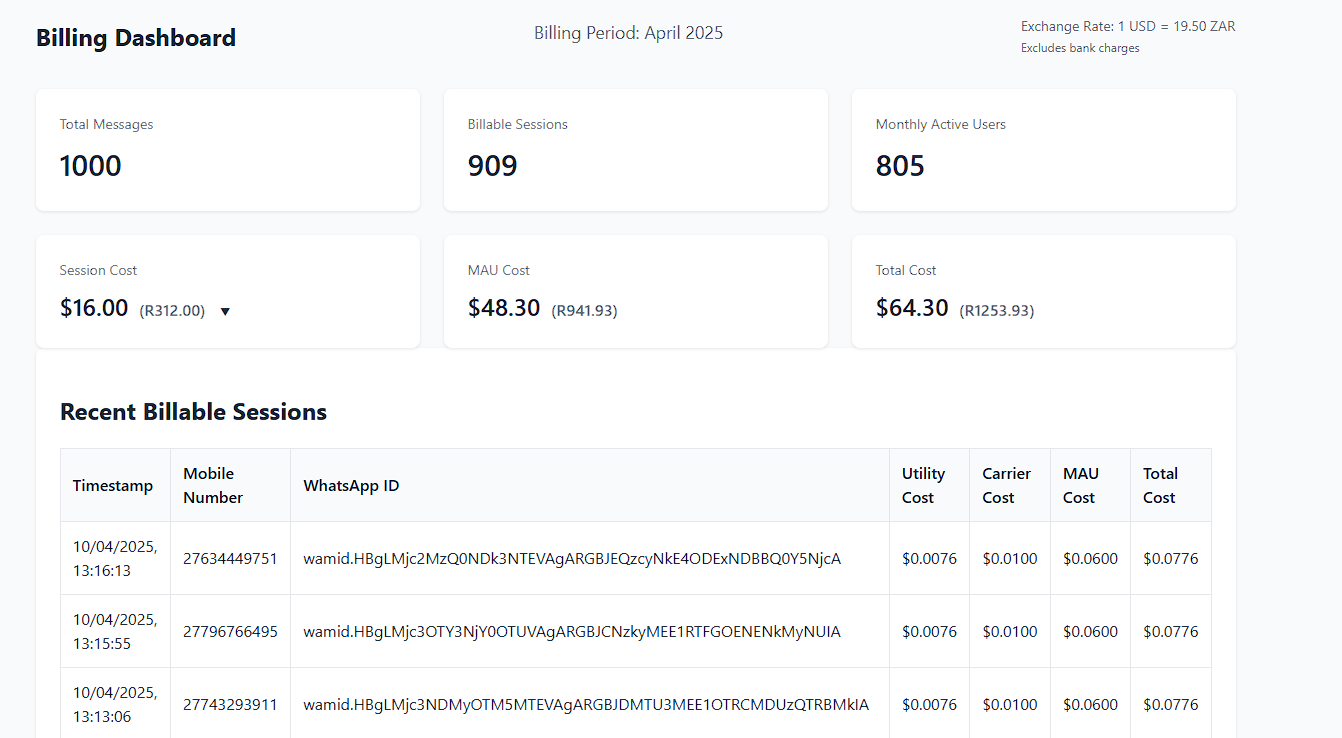 Billing Dashboard
Billing Period: April 2025
Exchange Rate: 1 USD = 19.50 ZAR
Excludes bank charges
Total Messages
1000
Billable Sessions
909
Monthly Active Users
805
Session Cost
$16.00 (R312.00) ▼
MAU Cost
$48.30 (R941.93)
Total Cost
$64.30 (R1253.93)
Recent Billable Sessions
Timestamp
Mobile
Number
WhatsApp ID
Utility
Cost
Carrier
Cost
MAU
Cost
Total
Cost
10/04/2025,
13:16:13
27634449751
wamid.HBgLMjc2MzQ0NDk3NTEVAgARGBJEQzcyNkE4ODExNDBBQ0Y5NjcA
$0.0076
$0.0100
$0.0600
$0.0776
10/04/2025,
13:15:55
27796766495
wamid.HBgLMjc3OTY3NjY0OTUVAgARGBJCNzkyMEE1RTFGOENENkMyNUIA
$0.0076
$0.0100
$0.0600
$0.0776
10/04/2025,
13:13:06
27743293911
wamid.HBgLMjc3NDMyOTM5MTEVAgARGBJDMTU3MEE1OTRCMDUzQTRBMkIA
$0.0076
$0.0100
$0.0600
$0.0776